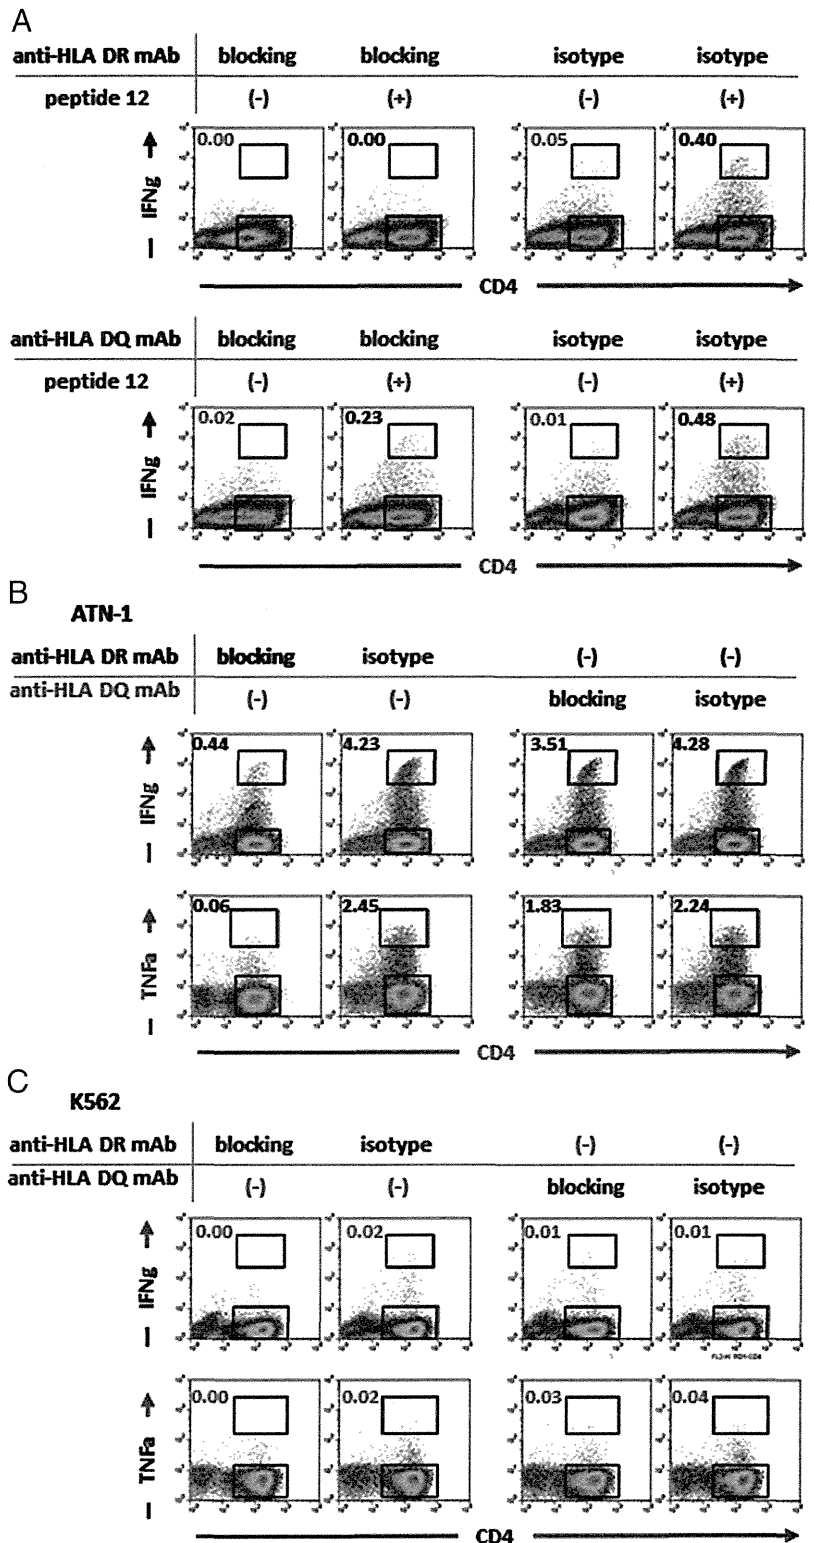 A
anti-HLA DR mAb blocking blocking isotype isotype
peptide 12 (-) (+) (-) (+)
0.00 0.00 0.05 0.40
IFNg
CD4
anti-HLA DQ mAb blocking blocking isotype isotype
peptide 12 (-) (+) (-) (+)
0.02 0.23 0.01 0.48
IFNg
CD4
B
ATN-1
anti-HLA DR mAb blocking isotype (-) (-)
anti-HLA DQ mAb (-) (-) blocking isotype
0.44 4.23 3.51 4.28
IFNg
0.06 2.45 1.83 2.24
TNFa
CD4
C
K562
anti-HLA DR mAb blocking isotype (-) (-)
anti-HLA DQ mAb (-) (-) blocking isotype
0.00 0.02 0.01 0.01
IFNg
0.00 0.02 0.03 0.04
TNFa
CD4